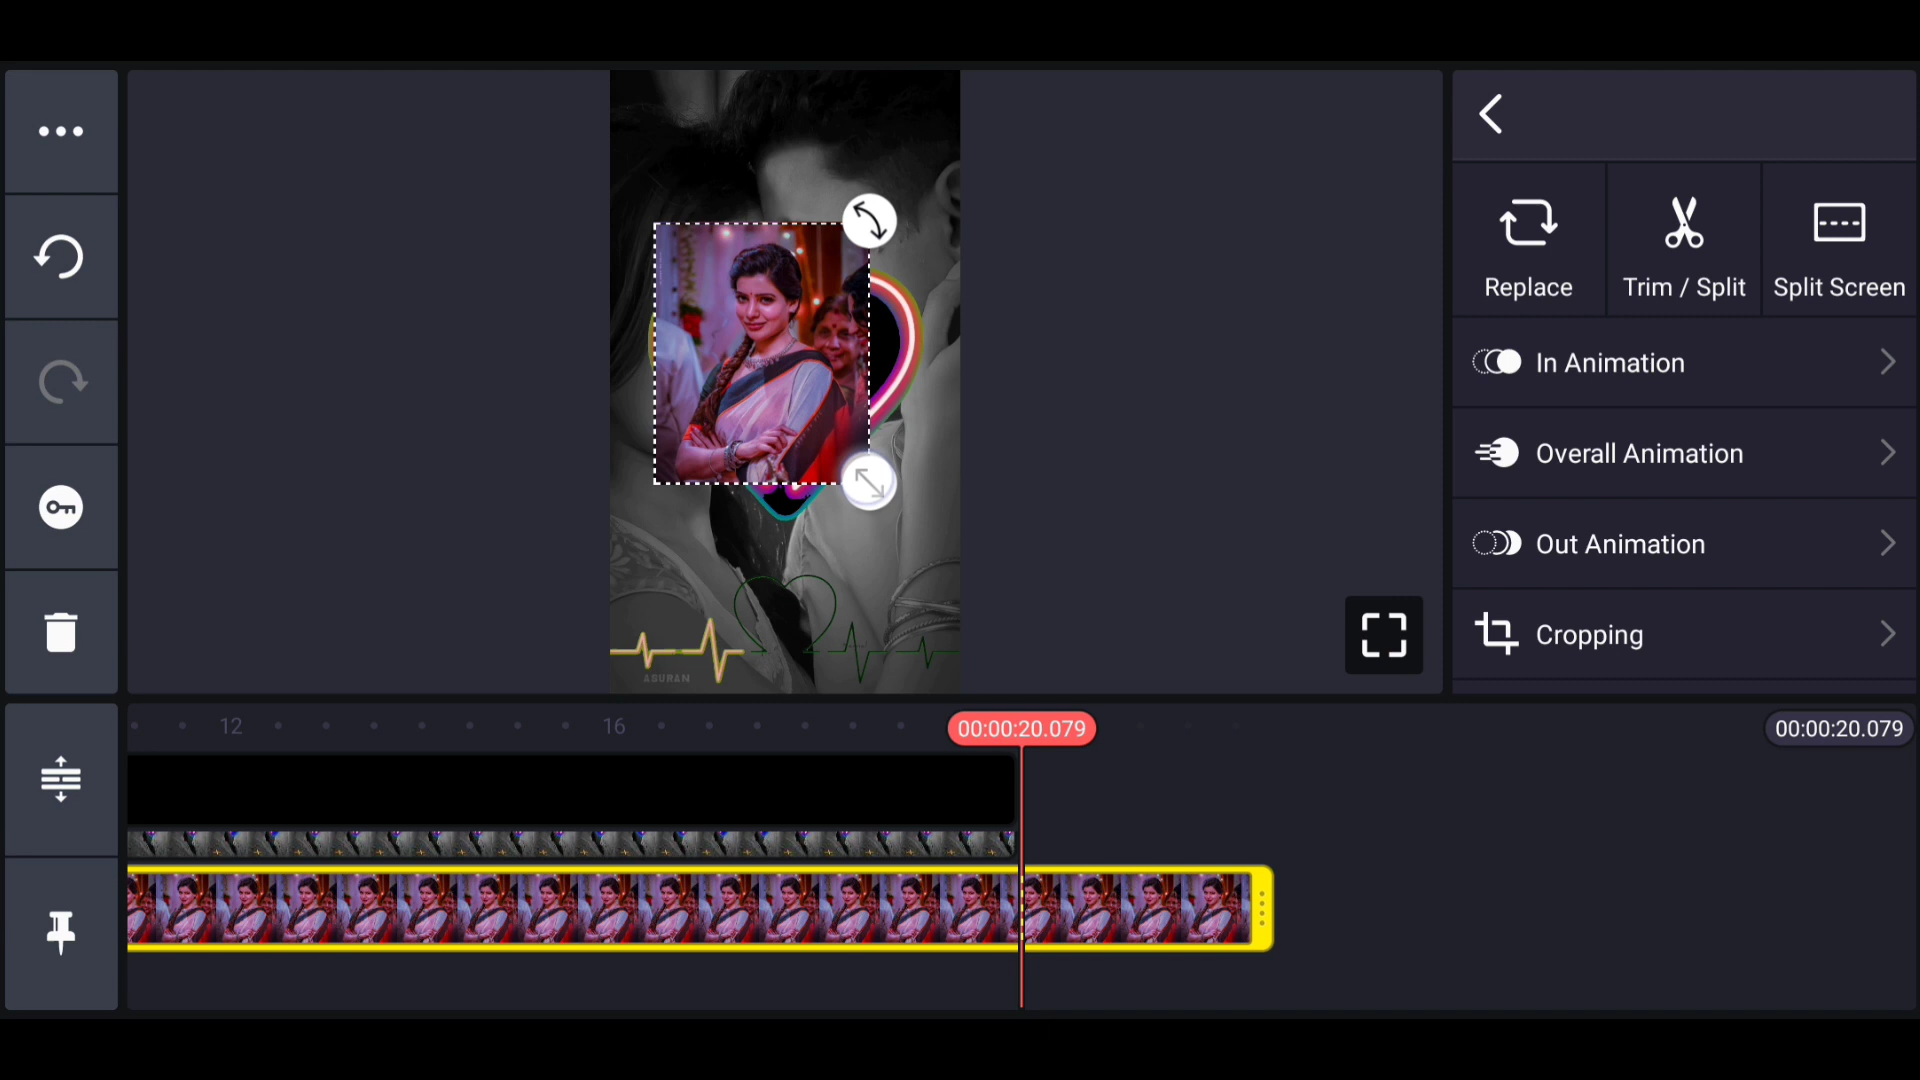 Replace
Trim / Split
Split Screen
In Animation
Overall Animation
Out Animation
Cropping
12
16
00:00:20.079
00:00:20.079